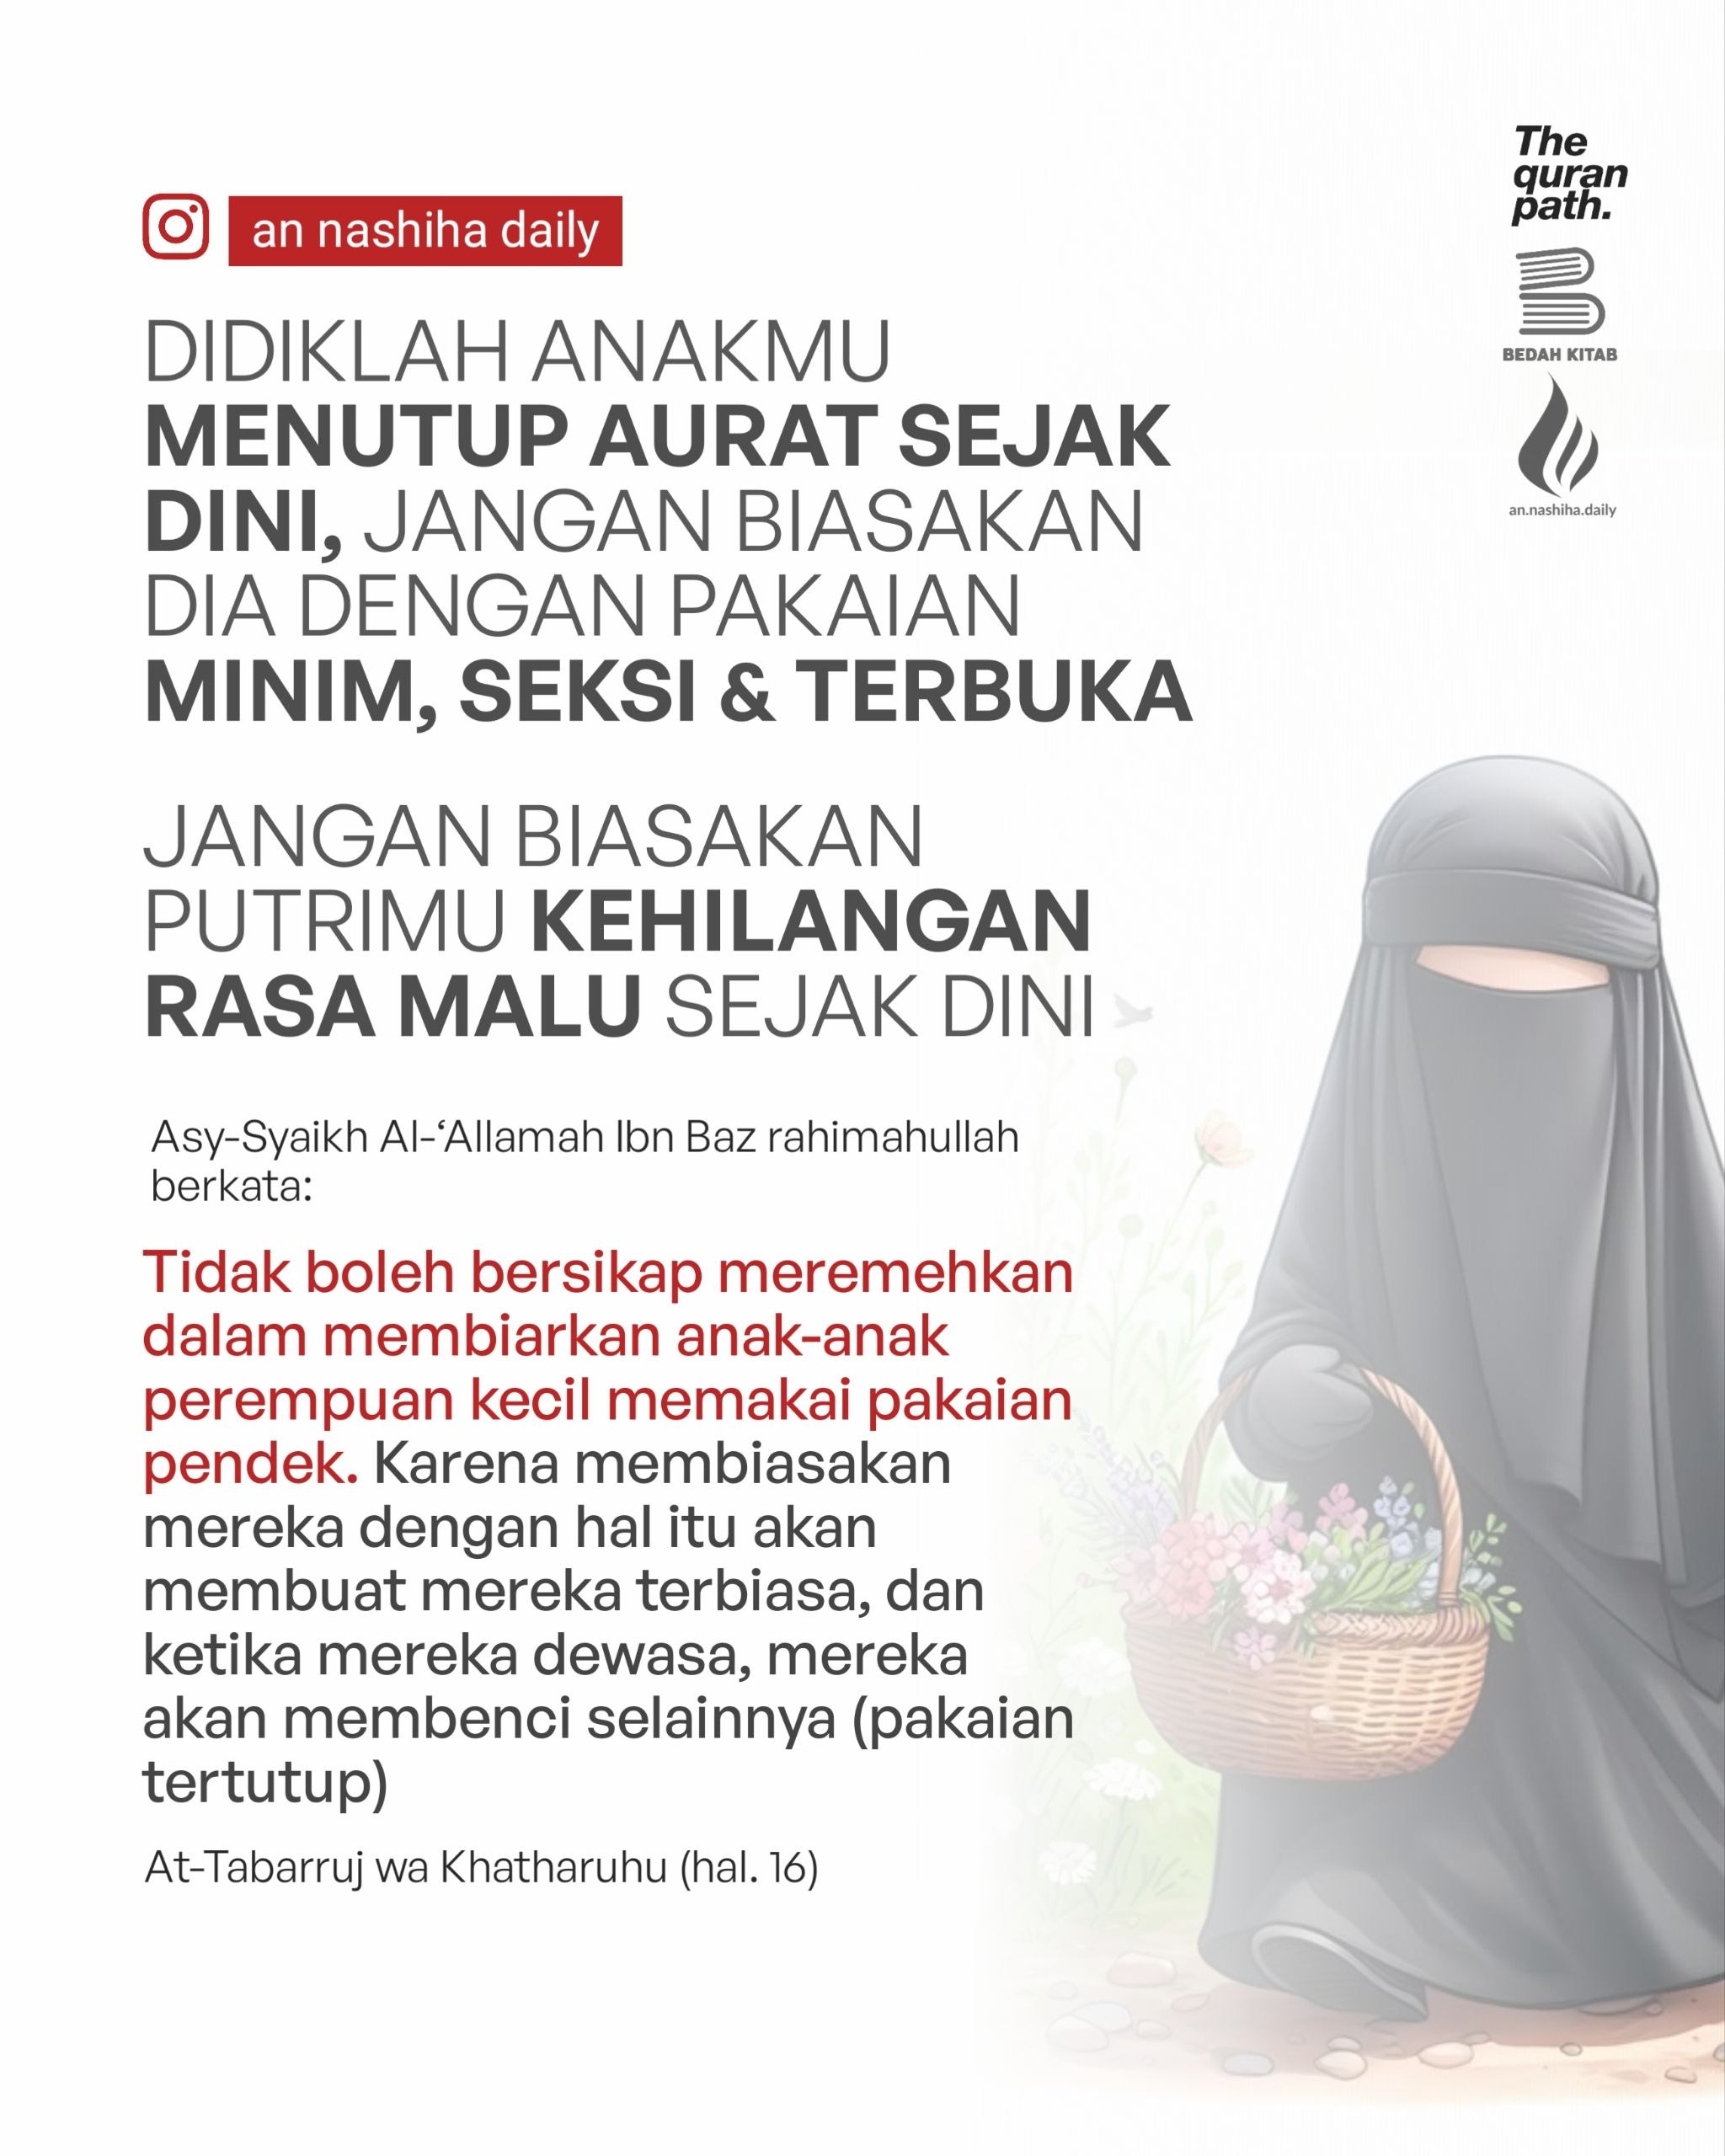 The
quran
path.
an nashiha daily
BEDAH KITAB
an.nashiha.daily
DIDIKLAH ANAKMU
MENUTUP AURAT SEJAK
DINI, JANGAN BIASAKAN
DIA DENGAN PAKAIAN
MINIM, SEKSI & TERBUKA
JANGAN BIASAKAN
PUTRIMU KEHILANGAN
RASA MALU SEJAK DINI
Asy-Syaikh Al-‘Allamah Ibn Baz rahimahullah
berkata:
Tidak boleh bersikap meremehkan
dalam membiarkan anak-anak
perempuan kecil memakai pakaian
pendek. Karena membiasakan
mereka dengan hal itu akan
membuat mereka terbiasa, dan
ketika mereka dewasa, mereka
akan membenci selainnya (pakaian
tertutup)
At-Tabarruj wa Khatharuhu (hal. 16)